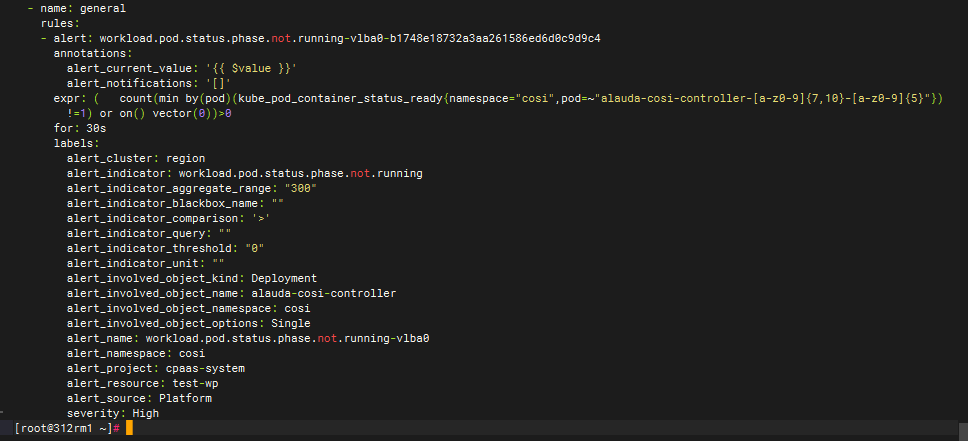 - name: general
rules:
- alert: workload.pod.status.phase.not.running-vlba0-b1748e18732a3aa261586ed6d0c9d9c4
annotations:
alert_current_value: '{{ $value }}'
alert_notifications: '[]'
expr: (   count(min by(pod)(kube_pod_container_status_ready{namespace="cosi",pod=~"alauda-cosi-controller-[a-z0-9]{7,10}-[a-z0-9]{5}"})
!=1) or on() vector(0))>0
for: 30s
labels:
alert_cluster: region
alert_indicator: workload.pod.status.phase.not.running
alert_indicator_aggregate_range: "300"
alert_indicator_blackbox_name: ""
alert_indicator_comparison: '>'
alert_indicator_query: ""
alert_indicator_threshold: "0"
alert_indicator_unit: ""
alert_involved_object_kind: Deployment
alert_involved_object_name: alauda-cosi-controller
alert_involved_object_namespace: cosi
alert_involved_object_options: Single
alert_name: workload.pod.status.phase.not.running-vlba0
alert_namespace: cosi
alert_project: cpaas-system
alert_resource: test-wp
alert_source: Platform
severity: High
[root@312rm1 ~]#